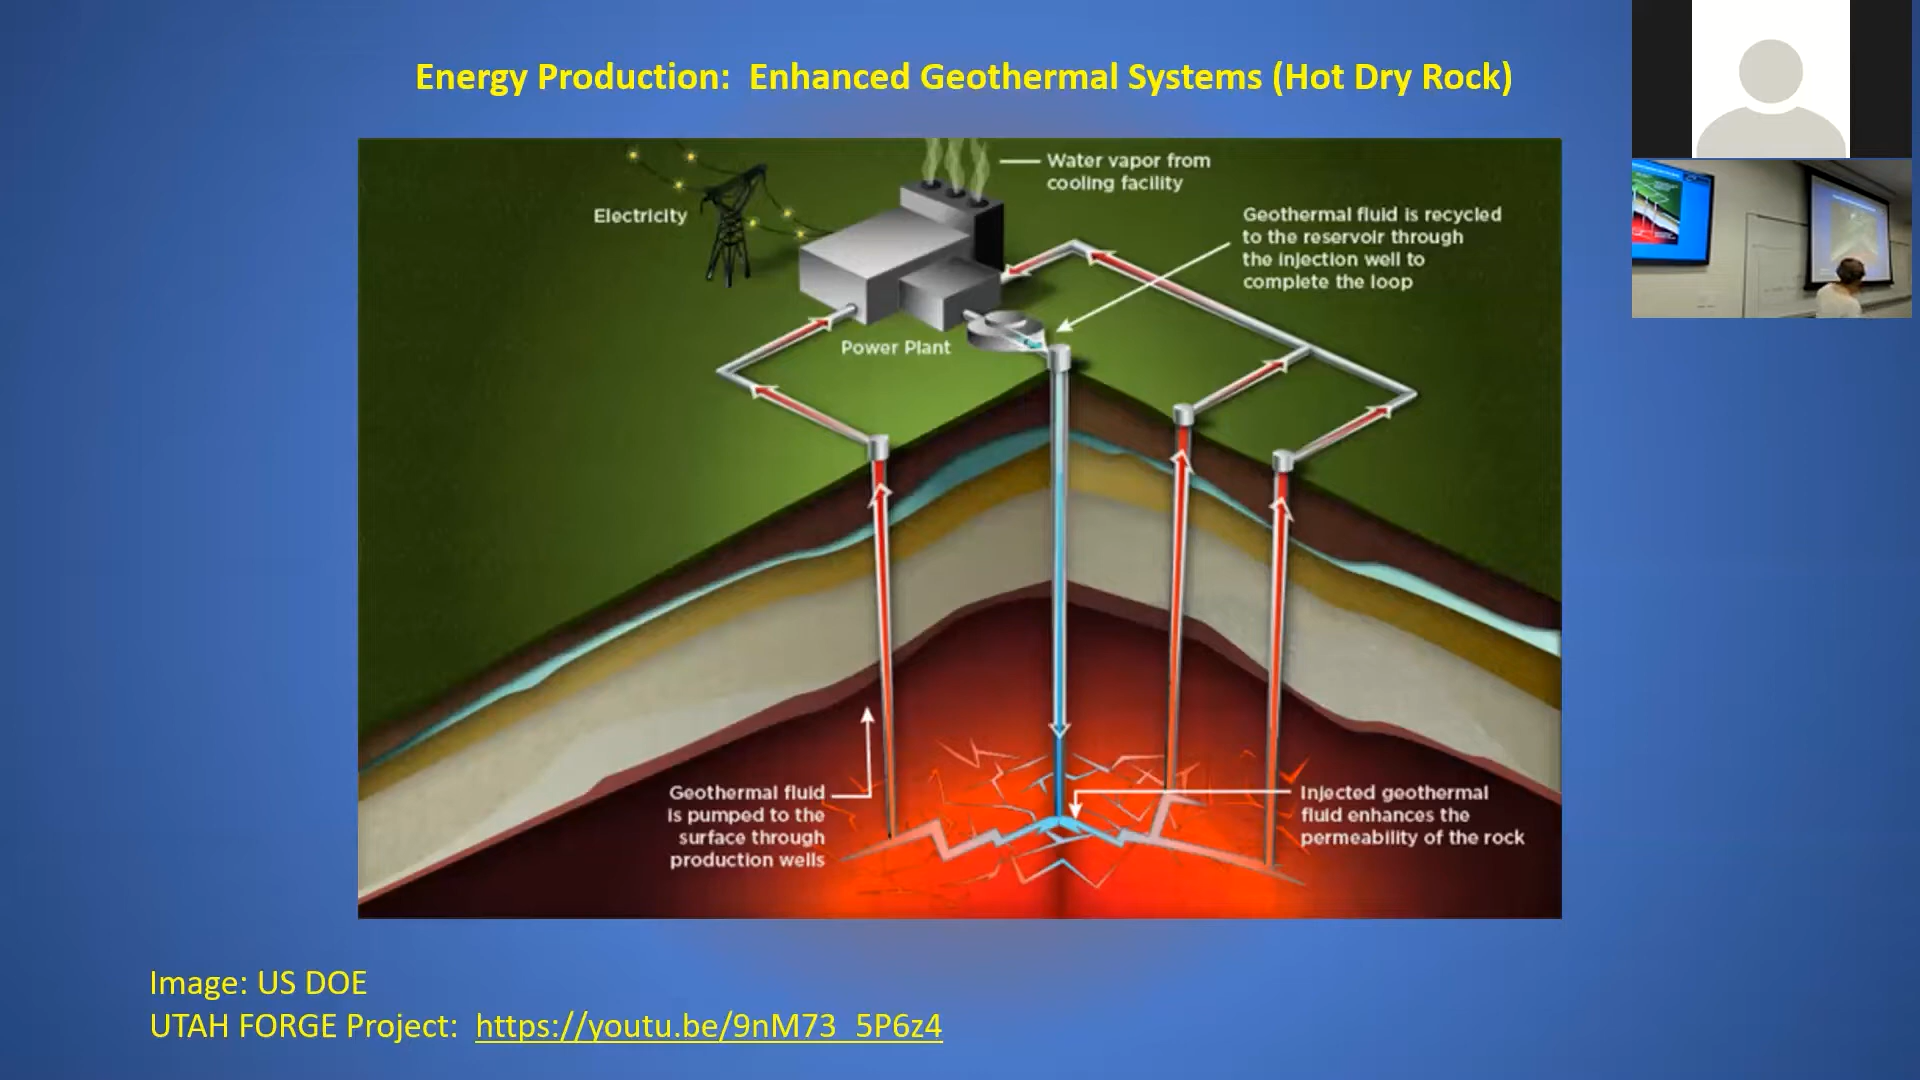 Energy Production:  Enhanced Geothermal Systems (Hot Dry Rock)
Water vapor from
cooling facility
Electricity
Geothermal fluid is recycled
to the reservoir through
the injection well to
complete the loop
Power Plant
Geothermal fluid
is pumped to the
surface through
production wells
Injected geothermal
fluid enhances the
permeability of the rock
Image: US DOE
UTAH FORGE Project:  https://youtu.be/9nM73_5P6z4